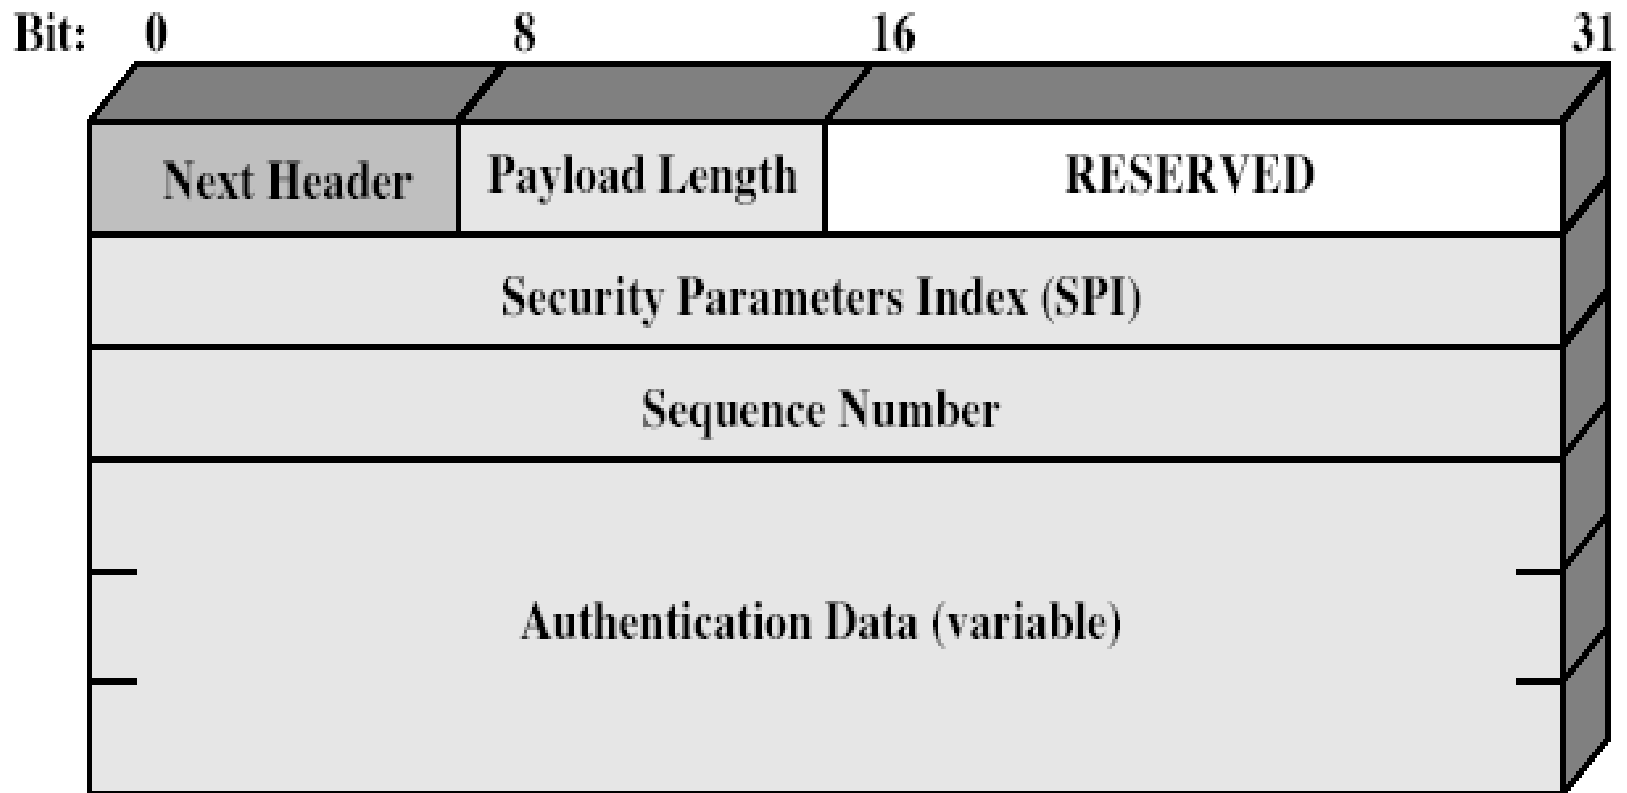 Bit: 0 8 16 31
Next Header Payload Length RESERVED
Security Parameters Index (SPI)
Sequence Number
Authentication Data (variable)